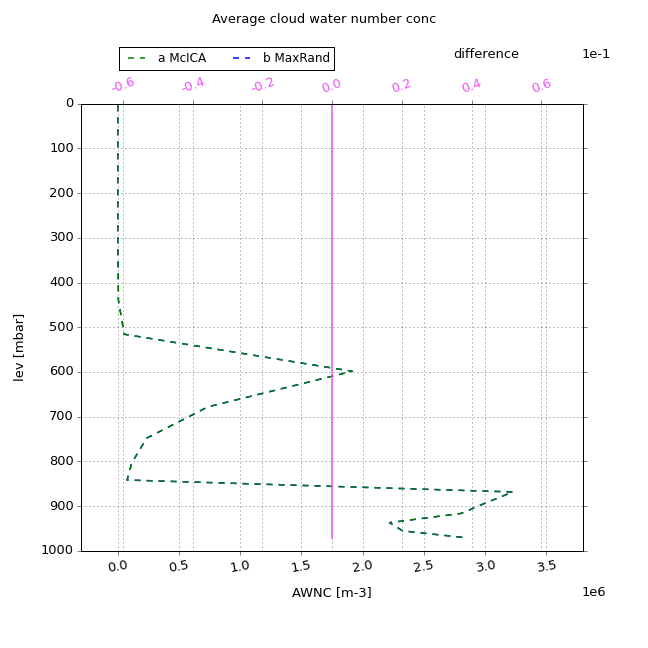 Average cloud water number conc
a McICA b MaxRand difference 1e-1
-0.6 -0.4 -0.2 0.0 0.2 0.4 0.6
0
100
200
300
400
500
600
700
800
900
1000
lev [mbar]
0.0 0.5 1.0 1.5 2.0 2.5 3.0 3.5
AWNC [m-3] 1e6